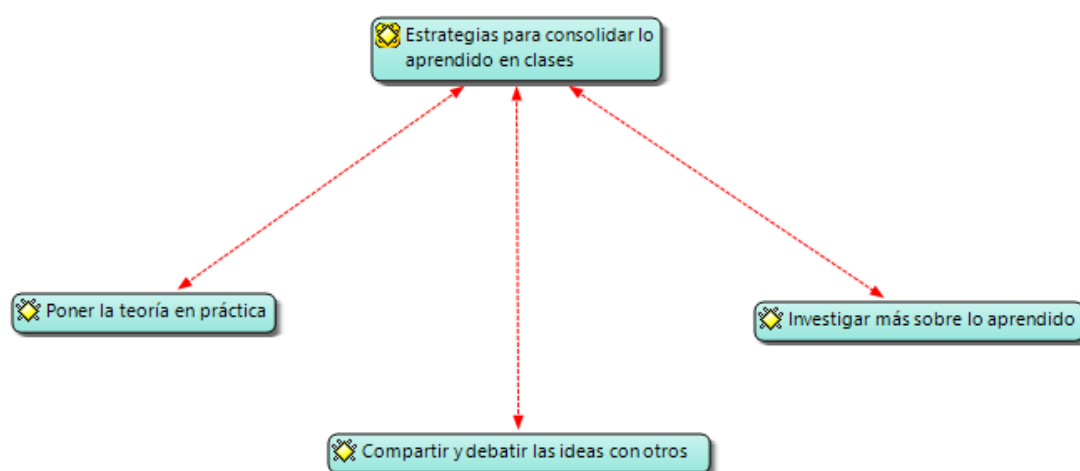 Estrategias para consolidar lo
aprendido en clases
Poner la teoría en práctica
Investigar más sobre lo aprendido
Compartir y debatir las ideas con otros